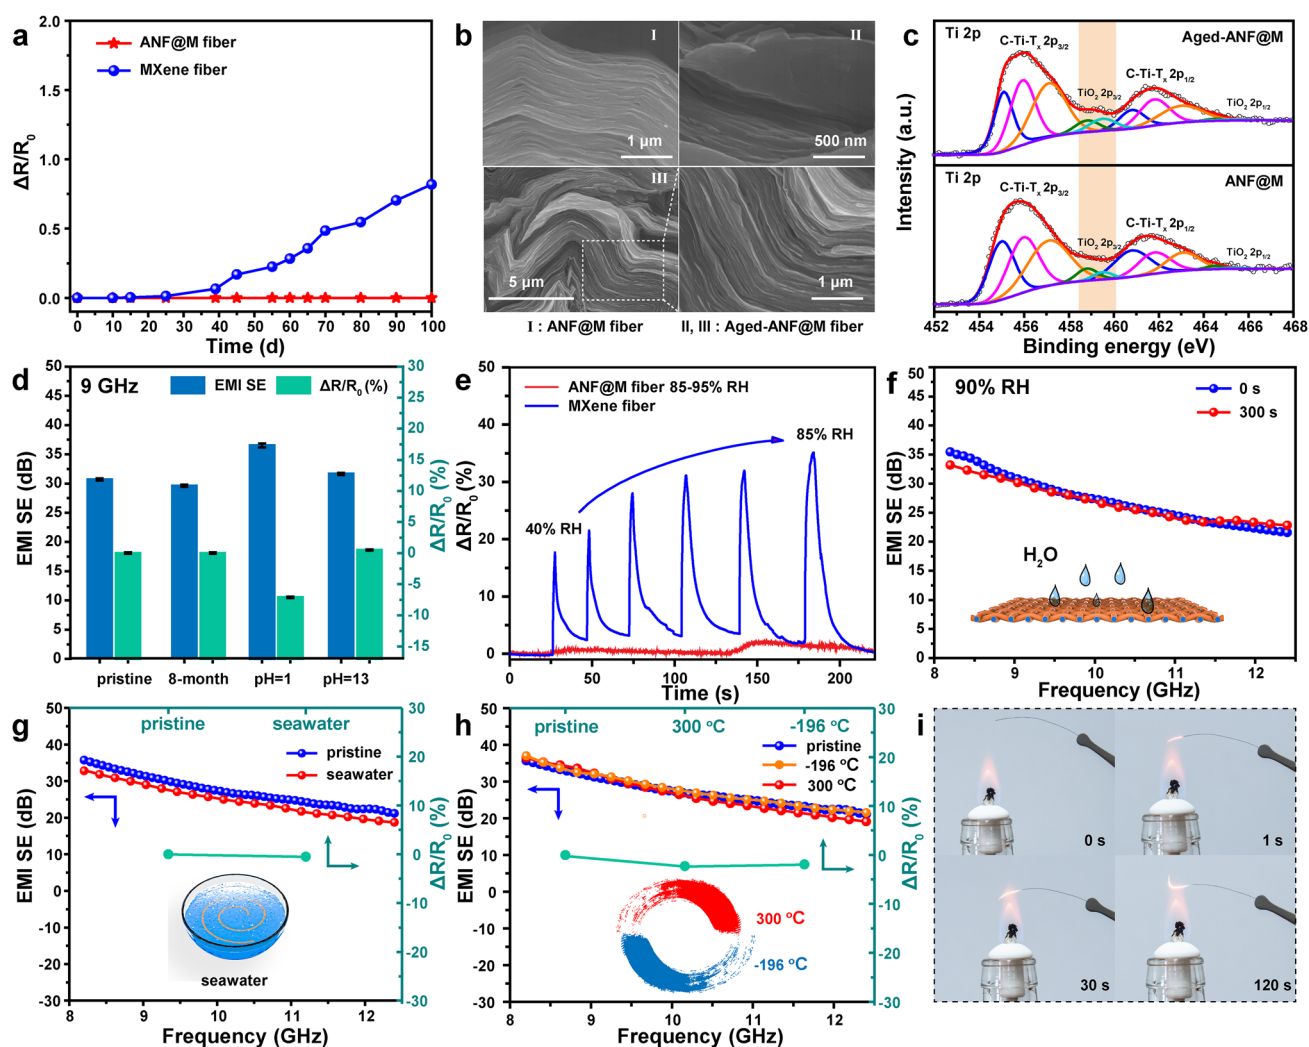 a
2.0
1.5
1.0
0.5
0.0
ΔR/R0
ANF@M fiber
MXene fiber
0 10 20 30 40 50 60 70 80 90 100
Time (d)
b
I
1 μm
II
500 nm
III
5 μm
1 μm
I : ANF@M fiber
II, III : Aged-ANF@M fiber
c
Ti 2p
Aged-ANF@M
C-Ti-Tx 2p3/2
TiO2 2p3/2
C-Ti-Tx 2p1/2
TiO2 2p1/2
Ti 2p
ANF@M
C-Ti-Tx 2p3/2
TiO2 2p3/2
C-Ti-Tx 2p1/2
TiO2 2p1/2
Intensity (a.u.)
452 454 456 458 460 462 464 466 468
Binding energy (eV)
d
9 GHz
EMI SE
ΔR/R0 (%)
50
45
40
35
30
25
20
15
10
5
0
EMI SE (dB)
30
25
20
15
10
5
0
-5
-10
-15
ΔR/R0 (%)
pristine 8-month pH=1 pH=13
e
50
40
30
20
10
0
ΔR/R0 (%)
ANF@M fiber 85-95% RH
MXene fiber
40% RH
85% RH
0 50 100 150 200
Time (s)
f
90% RH
0 s
300 s
50
45
40
35
30
25
20
15
10
5
0
EMI SE (dB)
H2O
8 9 10 11 12
Frequency (GHz)
g
pristine seawater
50
40
30
20
10
0
-10
-20
-30
EMI SE (dB)
pristine
seawater
30
20
10
0
-10
-20
-30
ΔR/R0 (%)
seawater
8 9 10 11 12
Frequency (GHz)
h
pristine 300 °C -196 °C
50
40
30
20
10
0
-10
-20
-30
EMI SE (dB)
pristine
-196 °C
300 °C
30
20
10
0
-10
-20
-30
ΔR/R0 (%)
300 °C
-196 °C
8 9 10 11 12
Frequency (GHz)
i
0 s
1 s
30 s
120 s